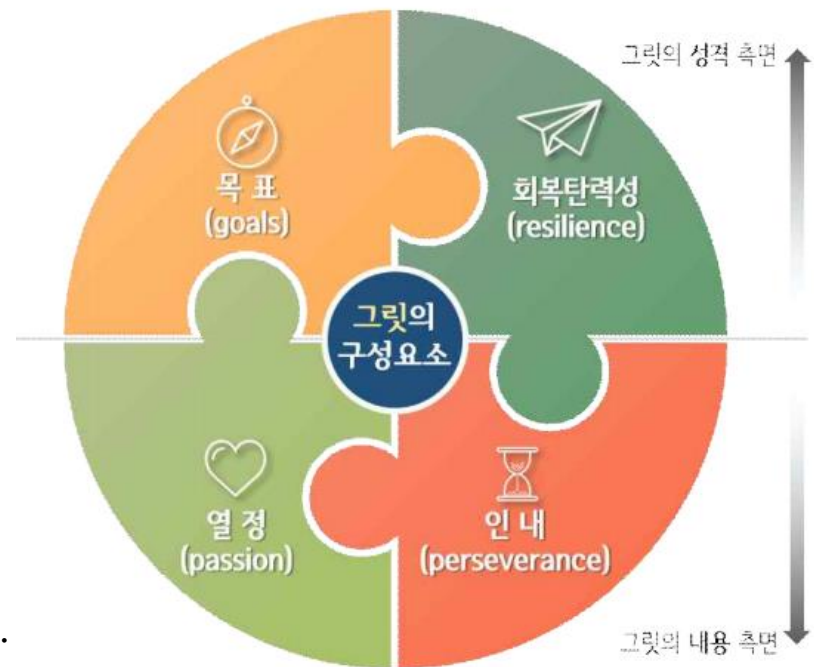 그릿의 성격 측면
목 표
(goals)
회복탄력성
(resilience)
그릿의
구성요소
열 정
(passion)
인 내
(perseverance)
그릿의 내용 측면